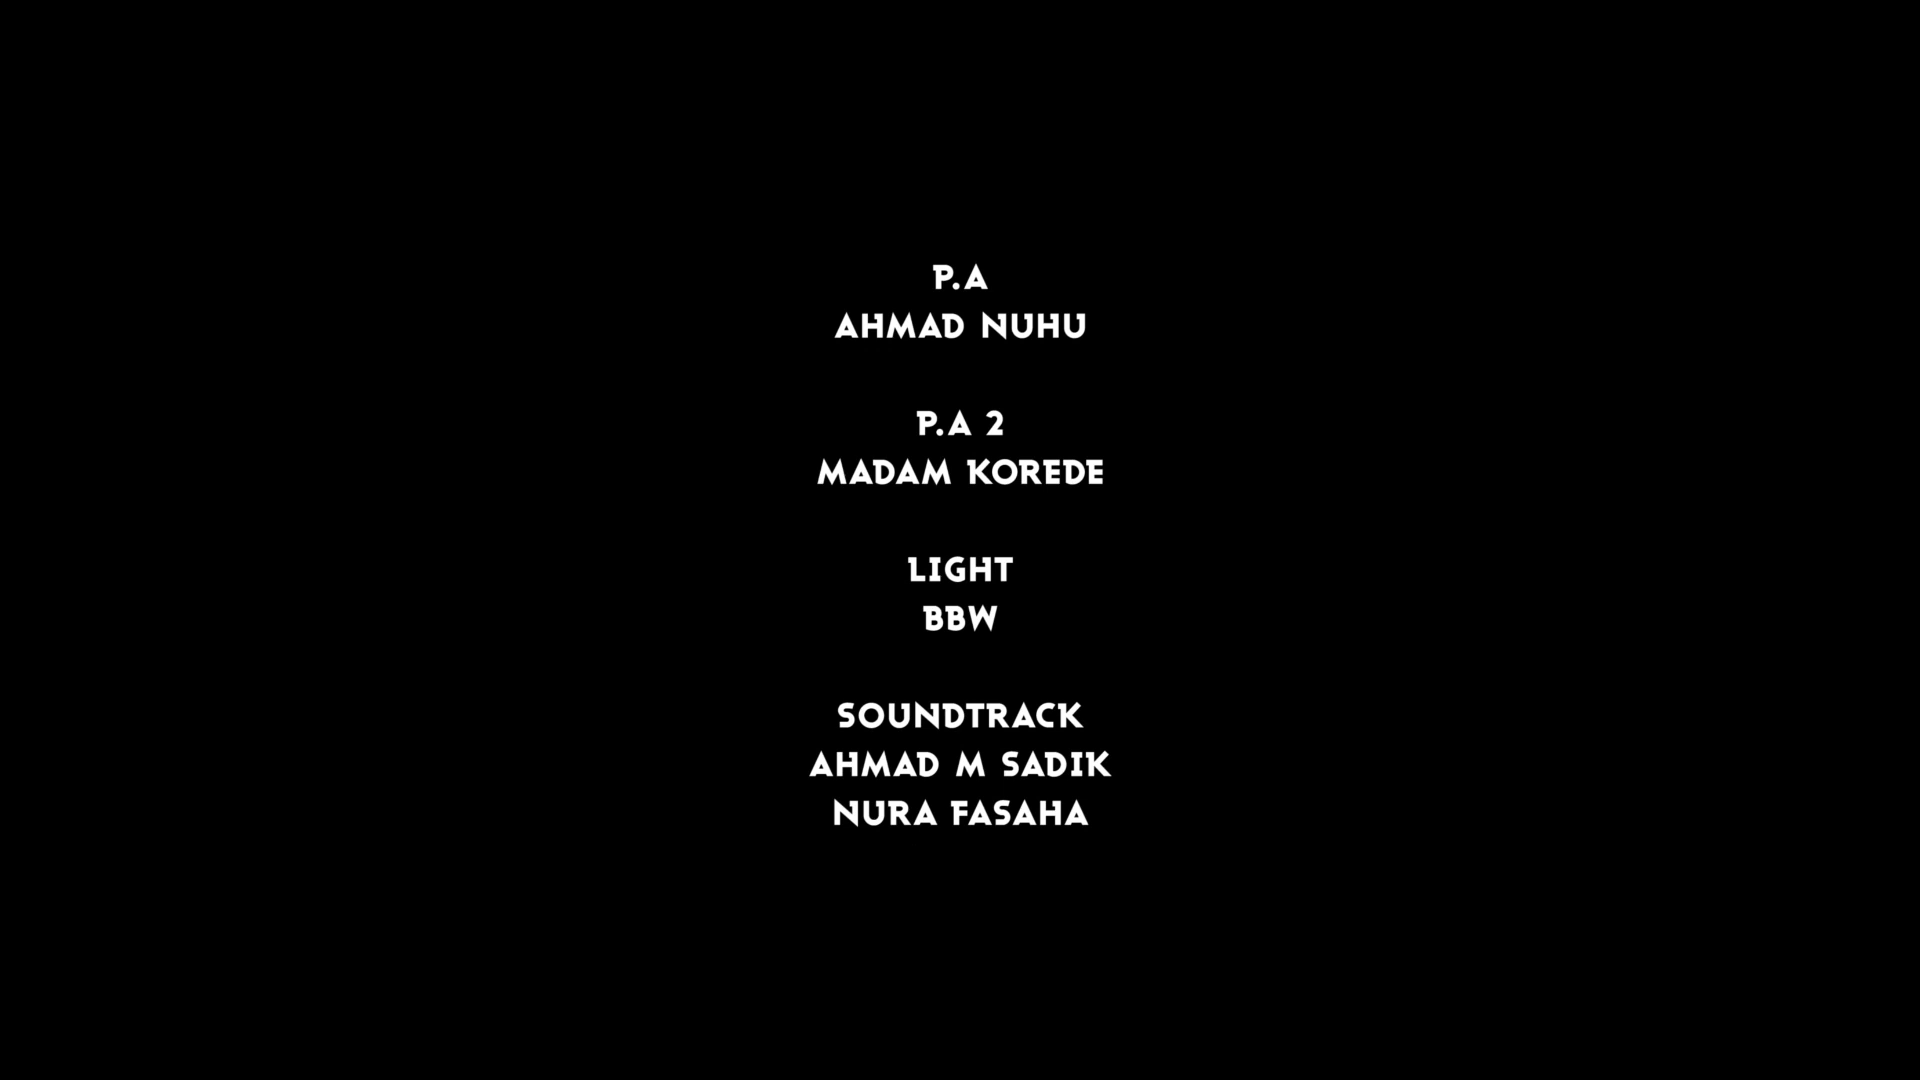 P.A
AHMAD NUHU
P.A 2
MADAM KOREDE
LIGHT
BBW
SOUNDTRACK
AHMAD M SADIK
NURA FASAHA